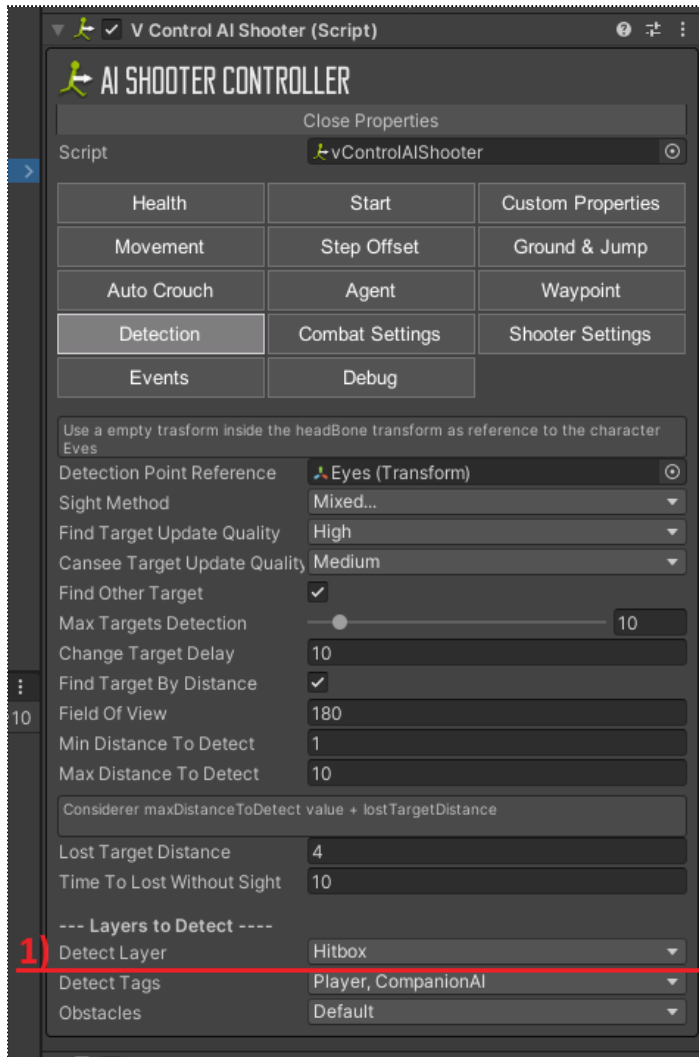 V Control AI Shooter (Script)
AI SHOOTER CONTROLLER
Close Properties
Script vControlAIShooter
Health Start Custom Properties
Movement Step Offset Ground & Jump
Auto Crouch Agent Waypoint
Detection Combat Settings Shooter Settings
Events Debug
Use a empty trasform inside the headBone transform as reference to the character
Eyes
Detection Point Reference Eyes (Transform)
Sight Method Mixed...
Find Target Update Quality High
Cansee Target Update Quality Medium
Find Other Target
Max Targets Detection 10
Change Target Delay 10
Find Target By Distance
10
Field Of View 180
Min Distance To Detect 1
Max Distance To Detect 10
Considerer maxDistanceToDetect value + lostTargetDistance
Lost Target Distance 4
Time To Lost Without Sight 10
--- Layers to Detect ----
1)
Detect Layer Hitbox
Detect Tags Player, CompanionAI
Obstacles Default